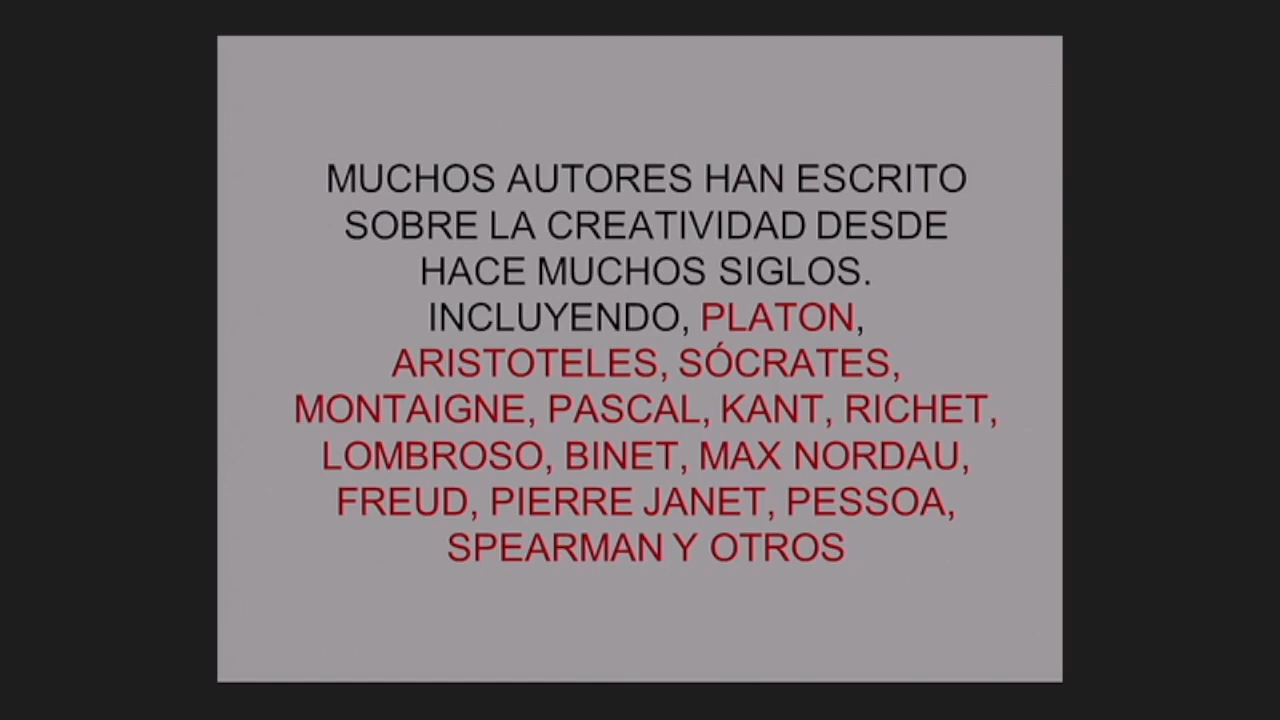 MUCHOS AUTORES HAN ESCRITO
SOBRE LA CREATIVIDAD DESDE
HACE MUCHOS SIGLOS.
INCLUYENDO, PLATON,
ARISTOTELES, SÓCRATES,
MONTAIGNE, PASCAL, KANT, RICHET,
LOMBROSO, BINET, MAX NORDAU,
FREUD, PIERRE JANET, PESSOA,
SPEARMAN Y OTROS